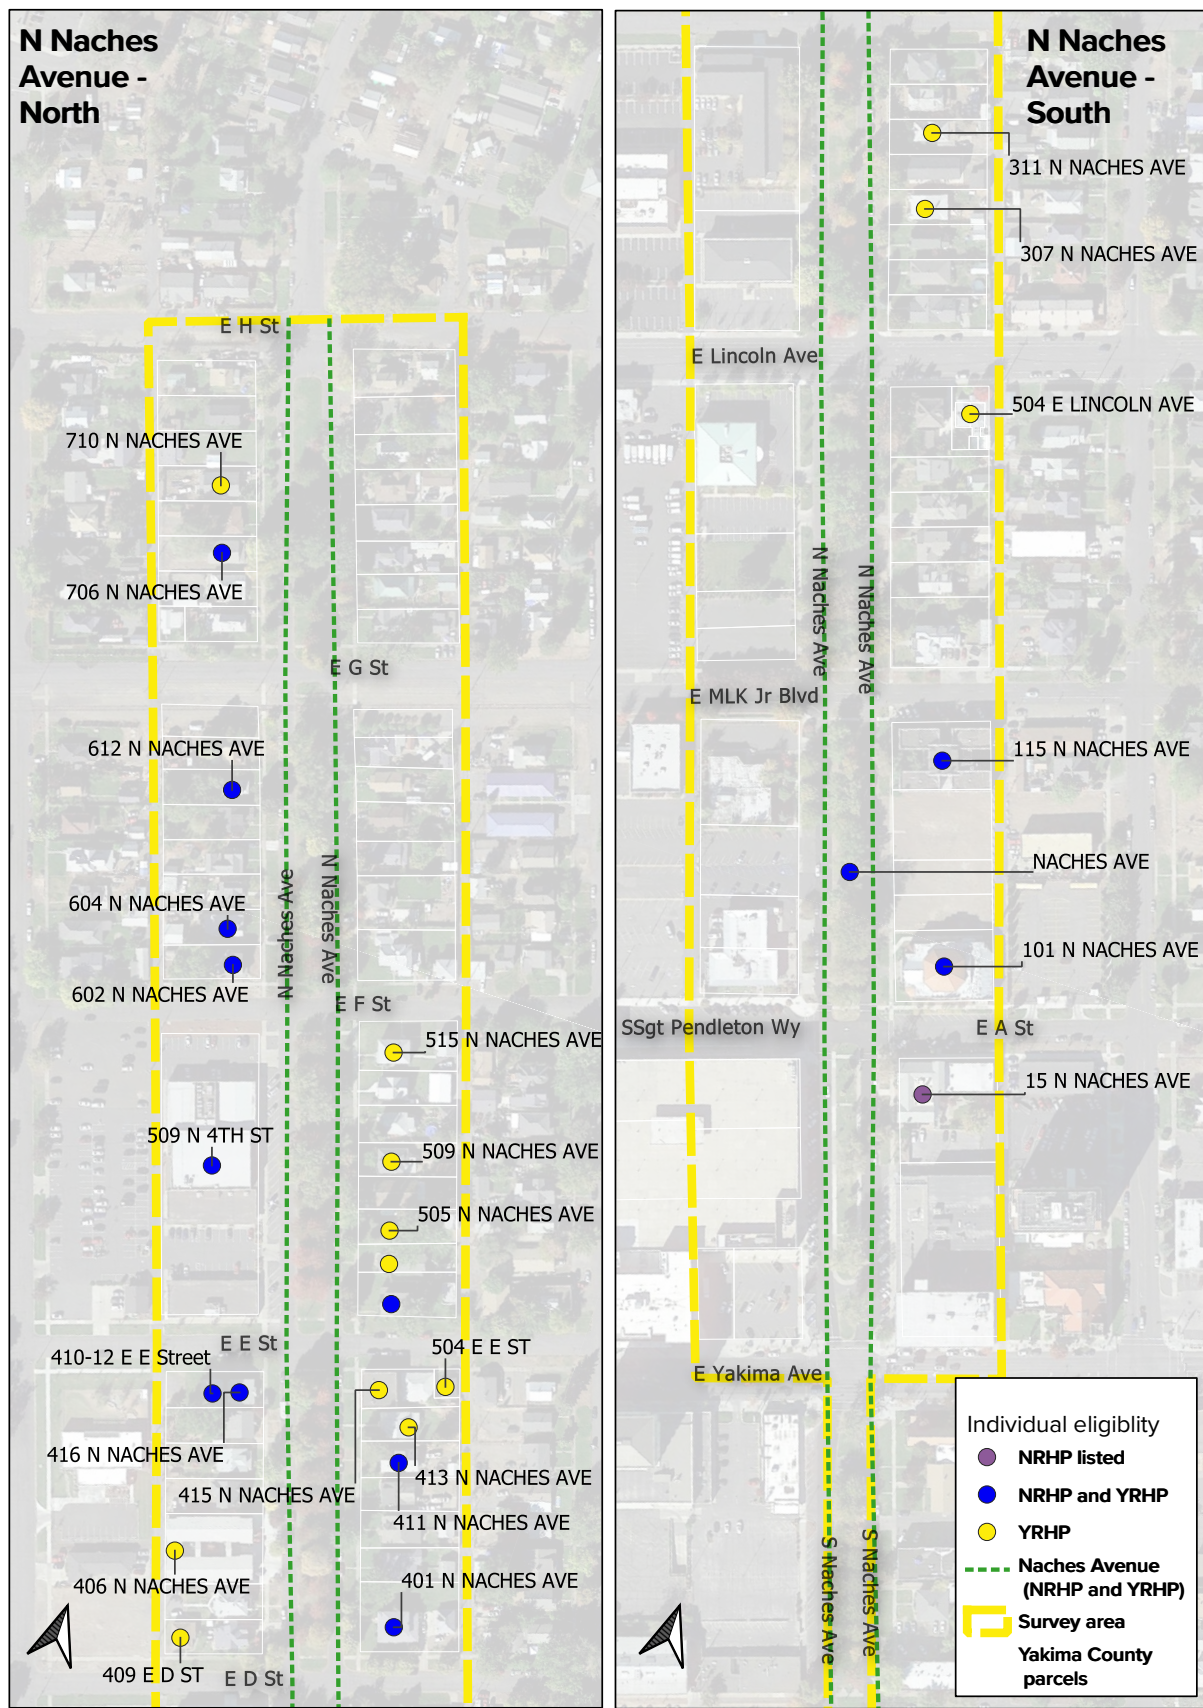 N Naches
Avenue -
North
E H St
710 N NACHES AVE
706 N NACHES AVE
E G St
612 N NACHES AVE
604 N NACHES AVE
N Naches Ave
N Naches Ave
602 N NACHES AVE
E F St
515 N NACHES AVE
509 N 4TH ST
509 N NACHES AVE
505 N NACHES AVE
E E St
504 E E ST
410-12 E E Street
416 N NACHES AVE
413 N NACHES AVE
415 N NACHES AVE
411 N NACHES AVE
406 N NACHES AVE
401 N NACHES AVE
409 E D ST
E D St
N Naches
Avenue -
South
311 N NACHES AVE
307 N NACHES AVE
E Lincoln Ave
504 E LINCOLN AVE
N Naches Ave
N Naches Ave
E MLK Jr Blvd
115 N NACHES AVE
NACHES AVE
101 N NACHES AVE
SSgt Pendleton Wy
E A St
15 N NACHES AVE
E Yakima Ave
S Naches Ave
S Naches Ave
Individual eligiblity
NRHP listed
NRHP and YRHP
YRHP
Naches Avenue
(NRHP and YRHP)
Survey area
Yakima County
parcels